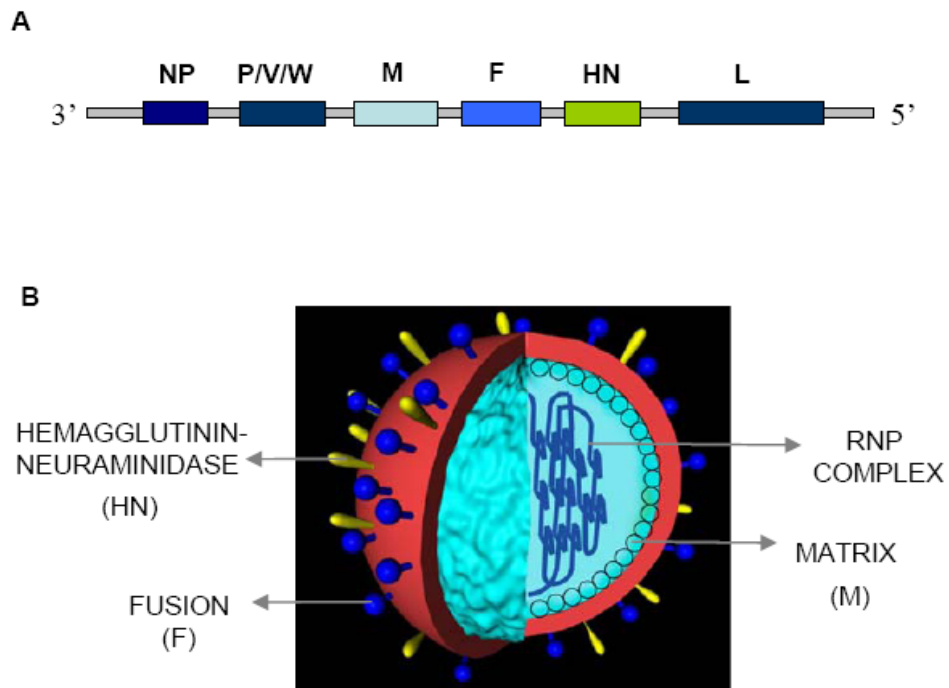 A
NP P/V/W M F HN L
3’ 5’
B
HEMAGGLUTININ-
NEURAMINIDASE
(HN)
FUSION
(F)
RNP
COMPLEX
MATRIX
(M)